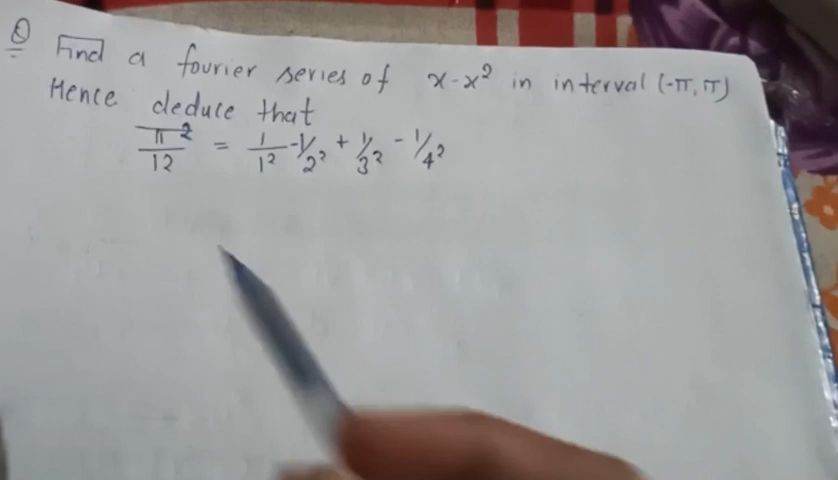 Q Find a fourier series of x-x² in interval (-π, π)
Hence deduce that
π²/12 = 1/1² - 1/2² + 1/3² - 1/4²